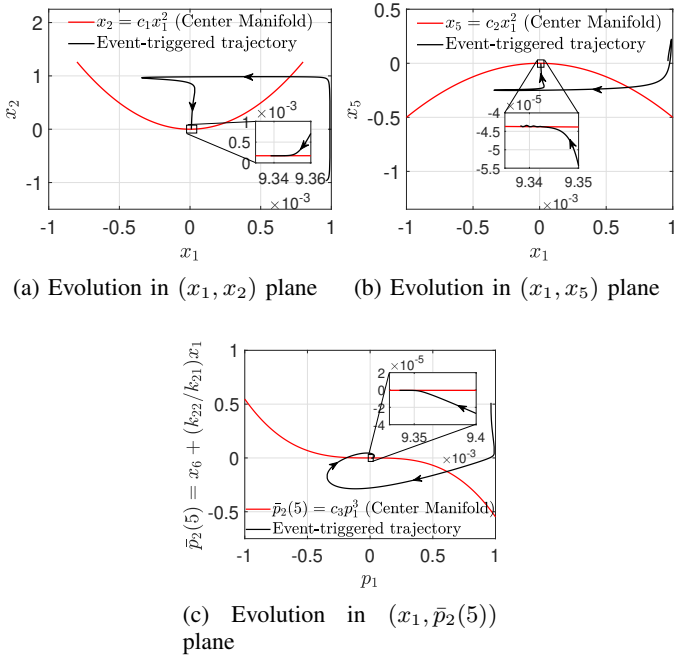 x₂ = c₁x₁² (Center Manifold)
Event-triggered trajectory
x₂
2
1
0
-1
-1 -0.5 0 0.5 1
x₁
×10⁻³
1
0.5
0
9.34 9.36
×10⁻³
x₅ = c₂x₁² (Center Manifold)
Event-triggered trajectory
x₅
0.5
0
-0.5
-1
-1 -0.5 0 0.5 1
x₁
×10⁻⁵
-4
-4.5
-5
-5.5
9.34 9.35
×10⁻³
(a) Evolution in (x₁, x₂) plane
(b) Evolution in (x₁, x₅) plane
p̄₂(5) = x₆ + (k₂₂/k₂₁)x₁
1
0.5
0
-0.5
-1 -0.5 0 0.5 1
p₁
×10⁻⁵
2
0
-2
-4
9.35 9.4
×10⁻³
p̄₂(5) = c₃p₁³ (Center Manifold)
Event-triggered trajectory
(c) Evolution in (x₁, p̄₂(5))
plane